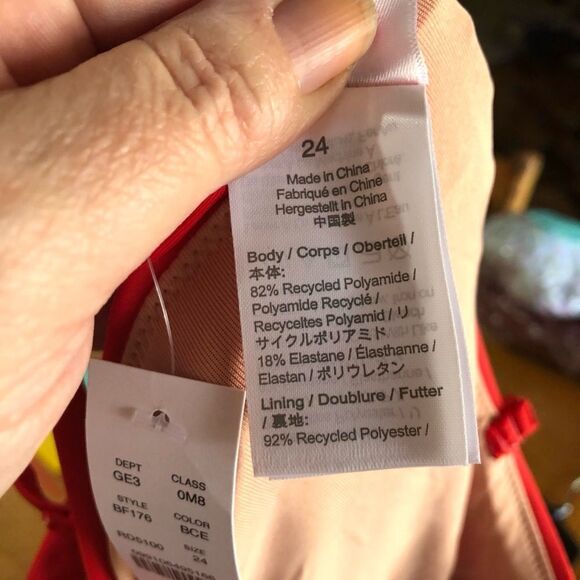 24
Made in China
Fabriqué en Chine
Hergestellt in China
中国製
Body / Corps / Oberteil /
本体:
82% Recycled Polyamide /
Polyamide Recyclé /
Recyceltes Polyamid / リ
サイクルポリアミド
18% Elastane / Élasthanne /
Elastan / ポリウレタン
Lining / Doublure / Futter
/ 裏地:
92% Recycled Polyester /
DEPT CLASS
GE3 0M8
STYLE COLOR
BF176 BCE
RD5100 SIZE
24